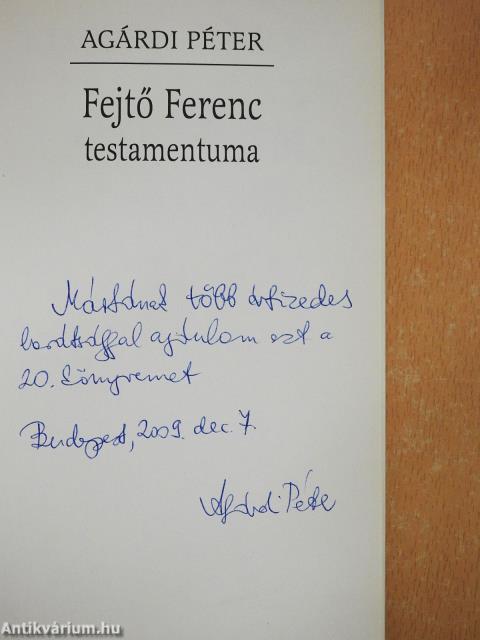 AGÁRDI PÉTER
Fejtő Ferenc
testamentuma
Mártának több évtizedes
barátsággal ajánlom ezt a
20. könyvemet
Budapest, 2009. dec. 7.
Agárdi Péter
Antikvárium.hu